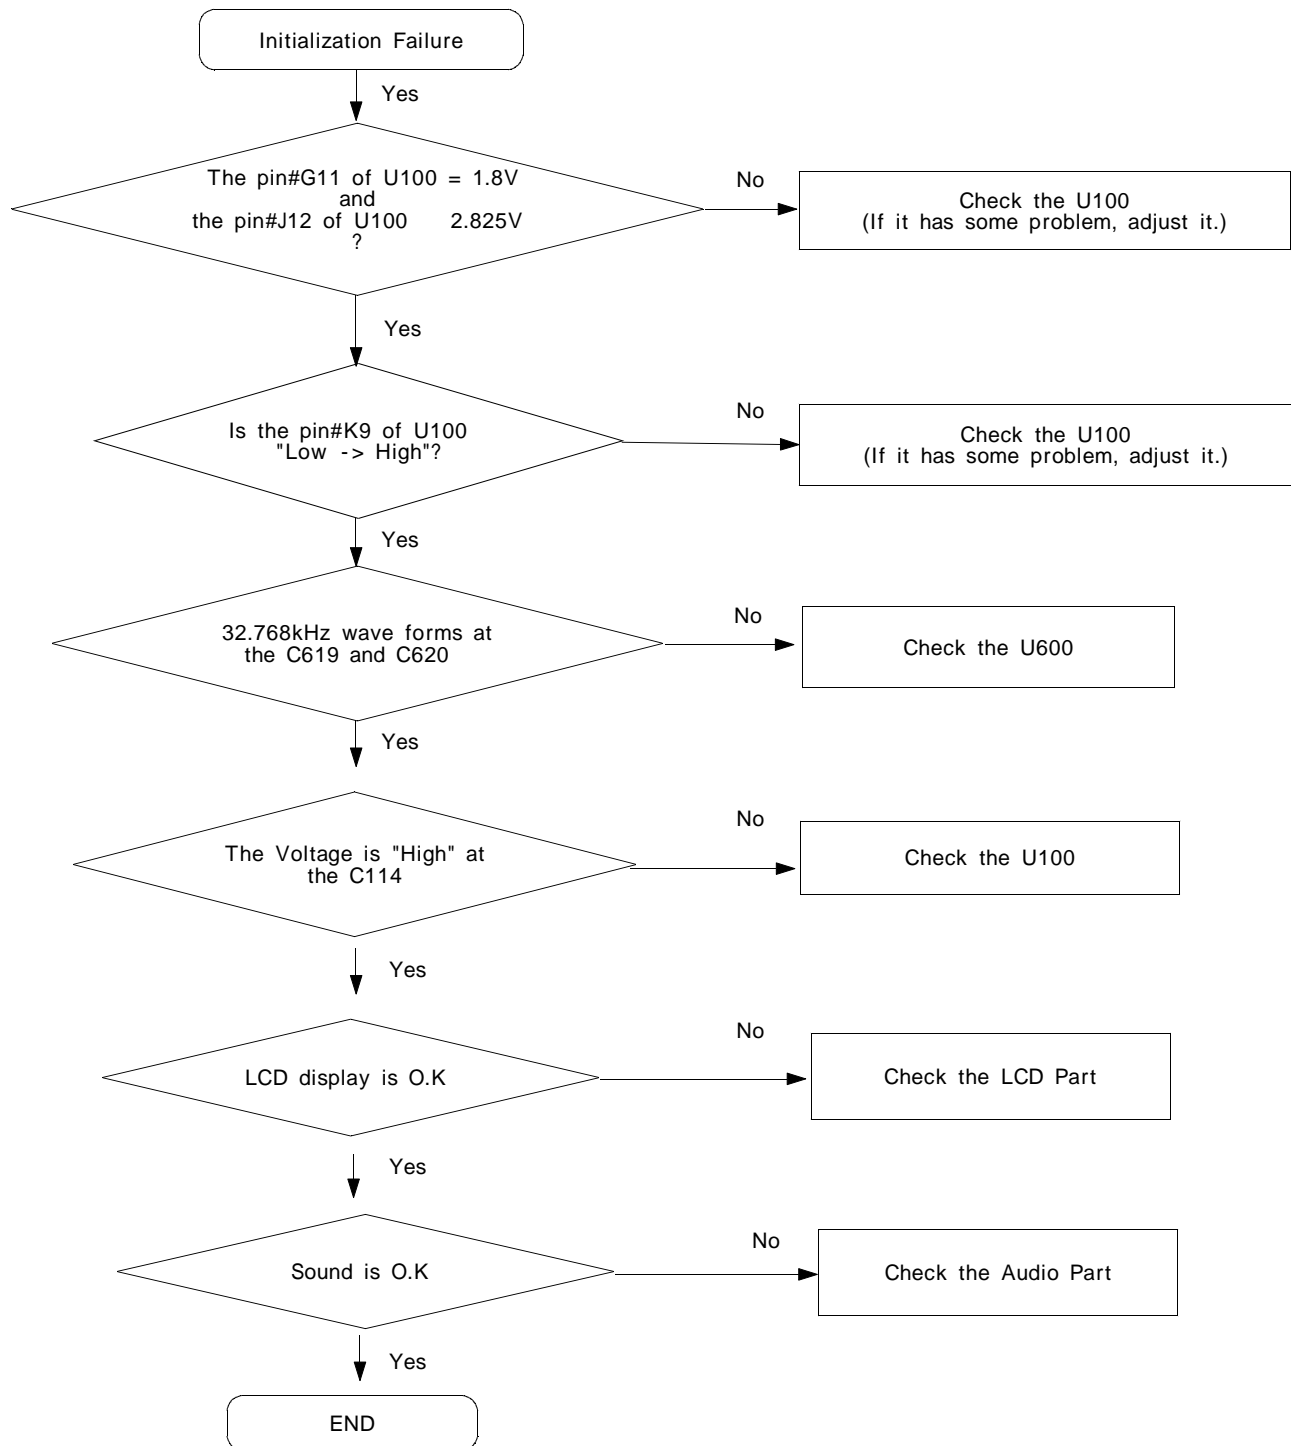 Initialization Failure
Yes
The pin#G11 of U100 = 1.8V
and
the pin#J12 of U100 2.825V
?
No
Check the U100
(If it has some problem, adjust it.)
Yes
Is the pin#K9 of U100
"Low -> High"?
No
Check the U100
(If it has some problem, adjust it.)
Yes
32.768kHz wave forms at
the C619 and C620
No
Check the U600
Yes
The Voltage is "High" at
the C114
No
Check the U100
Yes
LCD display is O.K
No
Check the LCD Part
Yes
Sound is O.K
No
Check the Audio Part
Yes
END